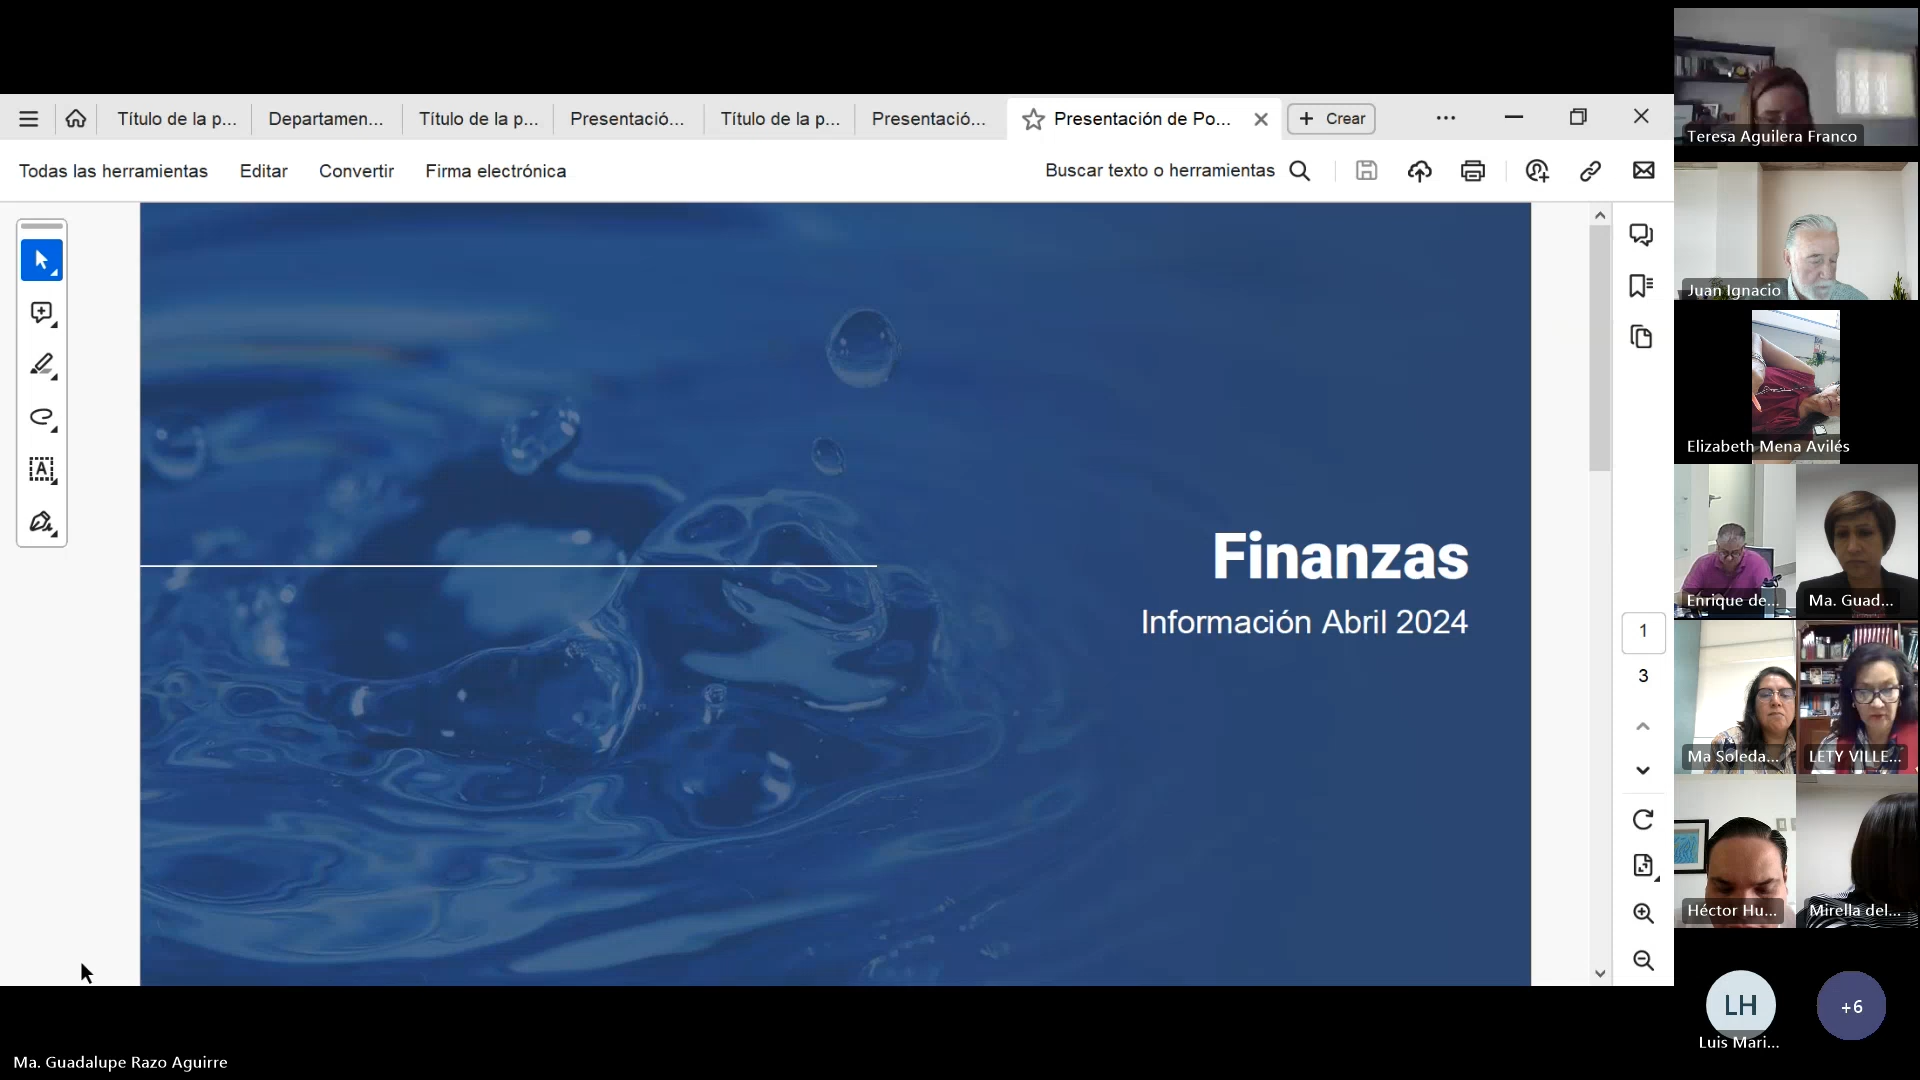 Título de la p...
Departamen...
Título de la p...
Presentació...
Título de la p...
Presentació...
Presentación de Po...
Crear
Todas las herramientas
Editar
Convertir
Firma electrónica
Buscar texto o herramientas
Finanzas
Información Abril 2024
1
3
Teresa Aguilera Franco
Juan Ignacio
Elizabeth Mena Avilés
Enrique de...
Ma. Guad...
Ma Soleda...
LETY VILLE...
Héctor Hu...
Mirella del...
LH
+6
Luis Mari...
Ma. Guadalupe Razo Aguirre